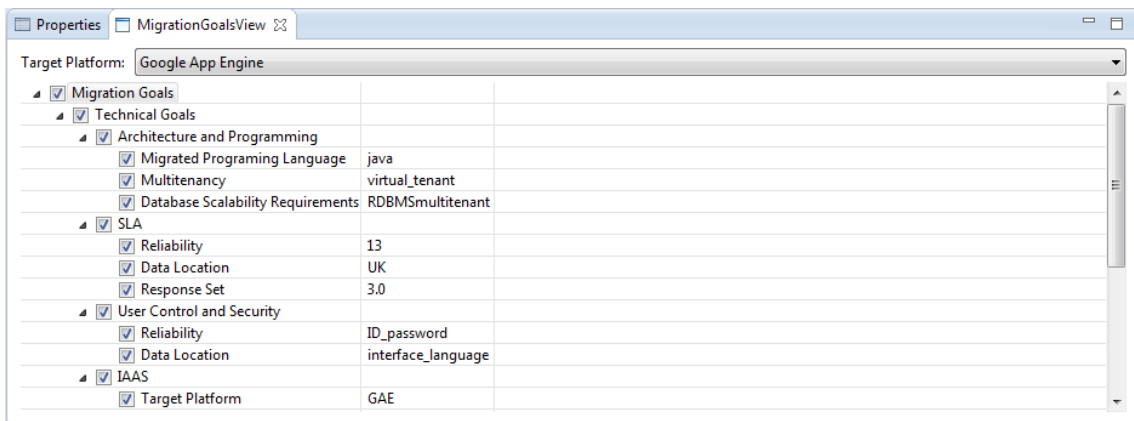 Properties MigrationGoalsView
Target Platform: Google App Engine
Migration Goals
Technical Goals
Architecture and Programming
Migrated Programing Language java
Multitenancy virtual_tenant
Database Scalability Requirements RDBMSmultitenant
SLA
Reliability 13
Data Location UK
Response Set 3.0
User Control and Security
Reliability ID_password
Data Location interface_language
IAAS
Target Platform GAE